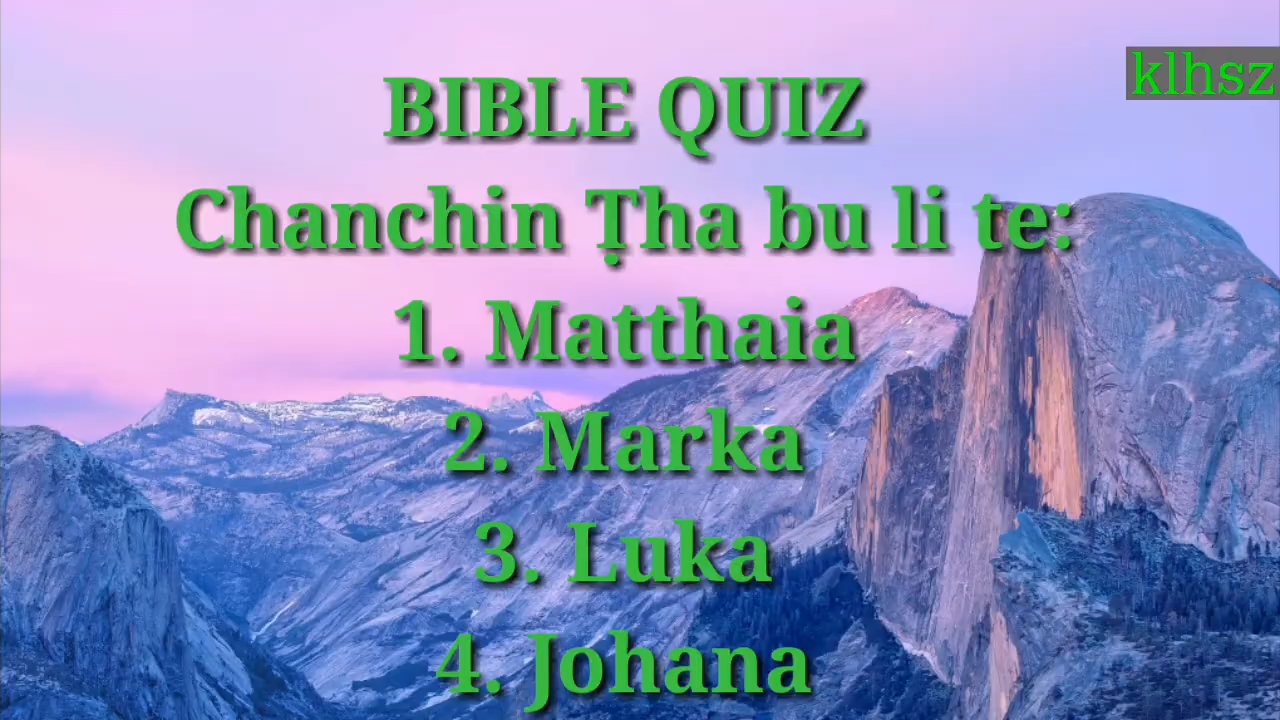 klhsz
BIBLE QUIZ
Chanchin Ṭha bu li te:
1. Matthaia
2. Marka
3. Luka
4. Johana